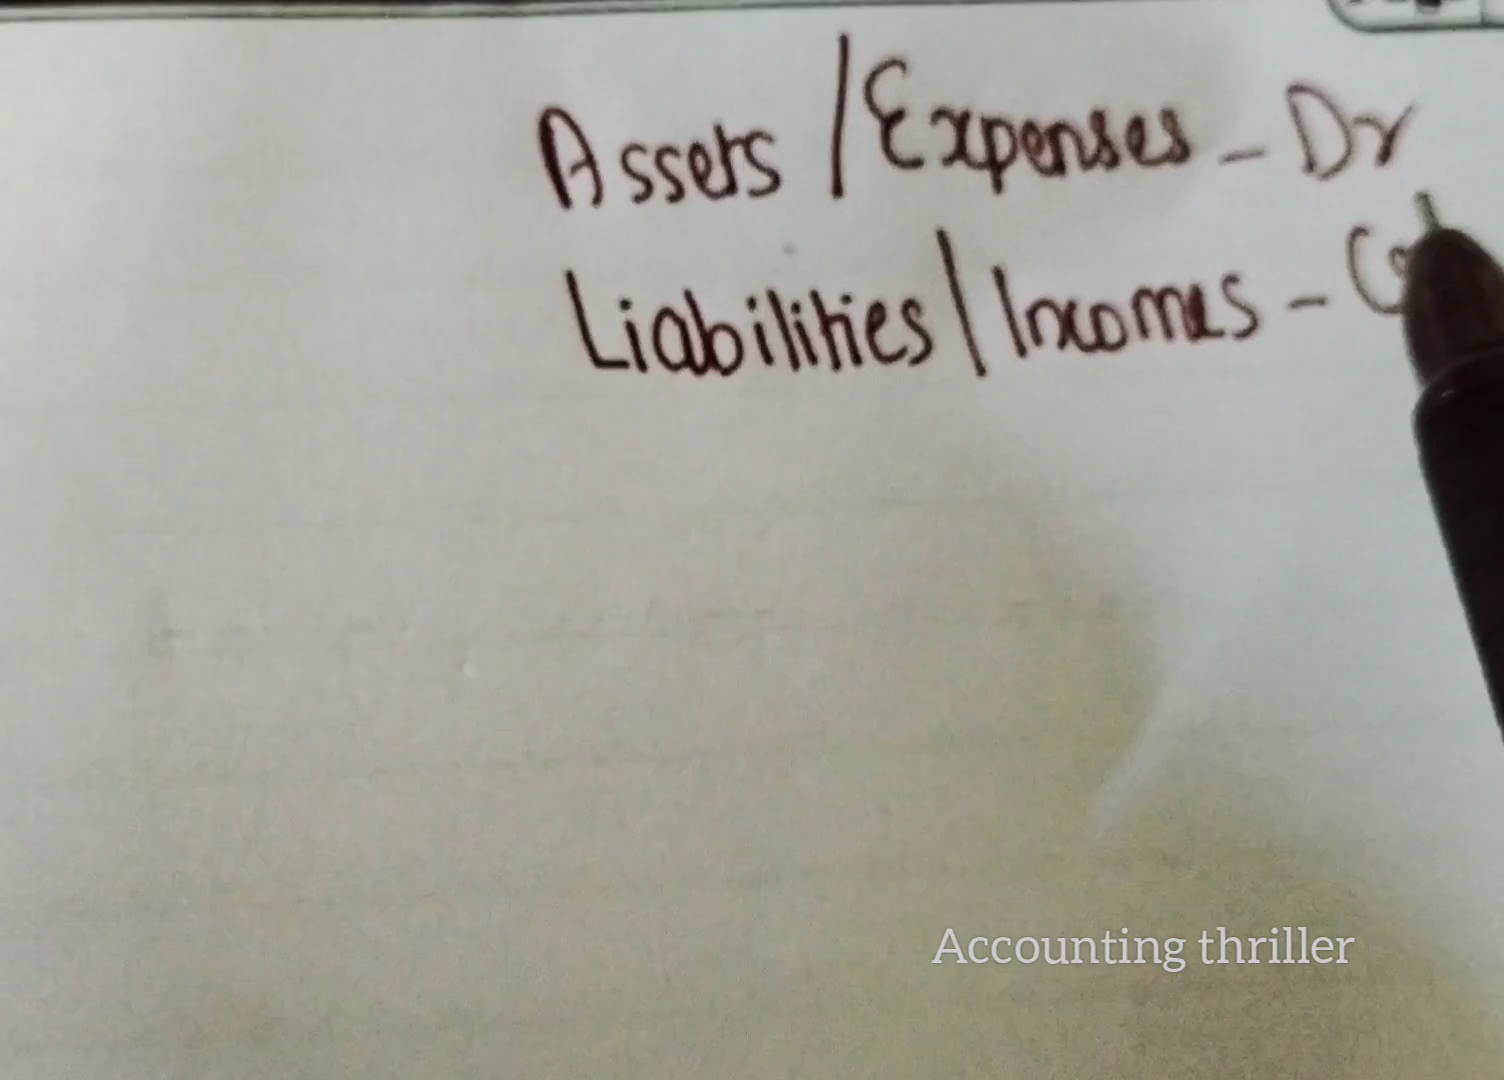 Assets / Expenses - Dr
Liabilities / Incomes -
Accounting thriller